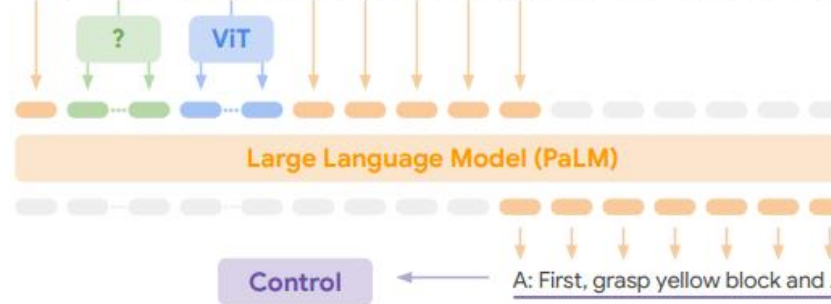 ?
ViT
Large Language Model (PaLM)
Control
A: First, grasp yellow block and